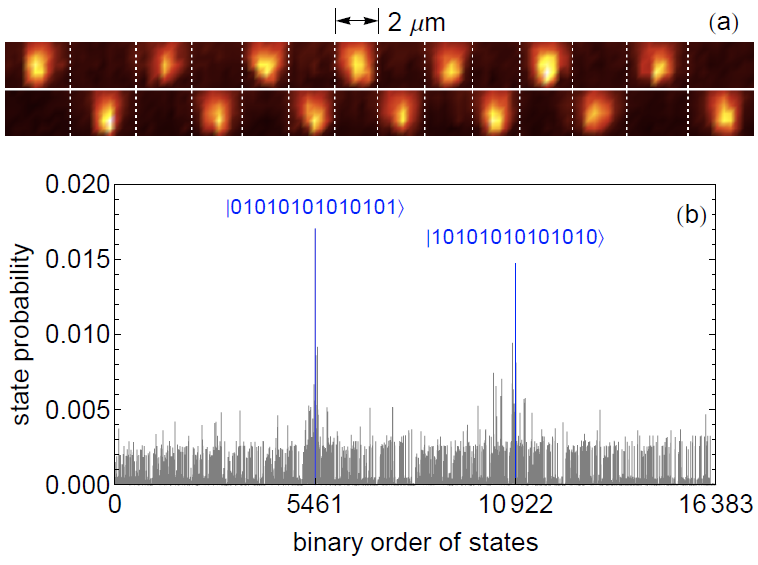 2 μm
(a)
0.020
0.015
0.010
0.005
0.000
state probability
|01010101010101⟩
|10101010101010⟩
(b)
0
5461
10 922
16 383
binary order of states